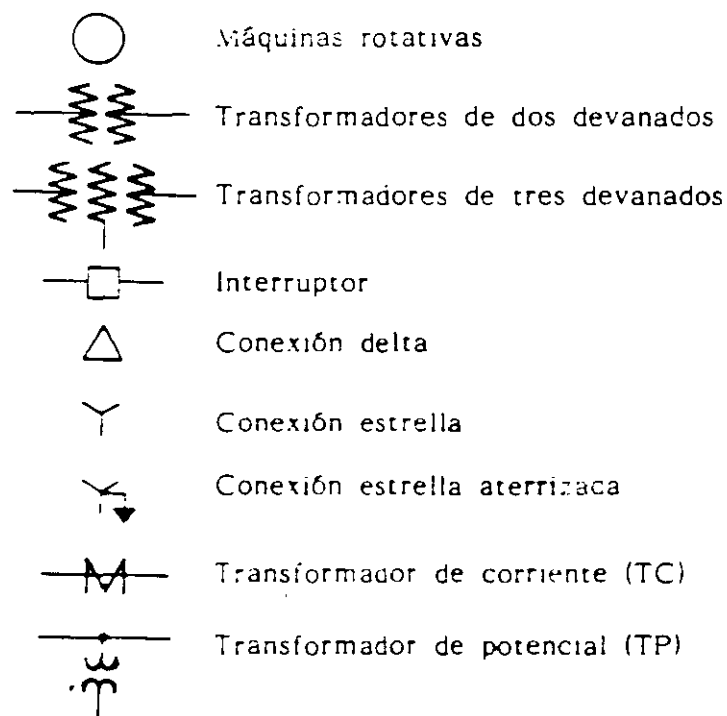 Máquinas rotativas
Transformadores de dos devanados
Transformadores de tres devanados
Interruptor
Conexión delta
Conexión estrella
Conexión estrella aterrizaca
Transformador de corriente (TC)
Transformador de potencial (TP)